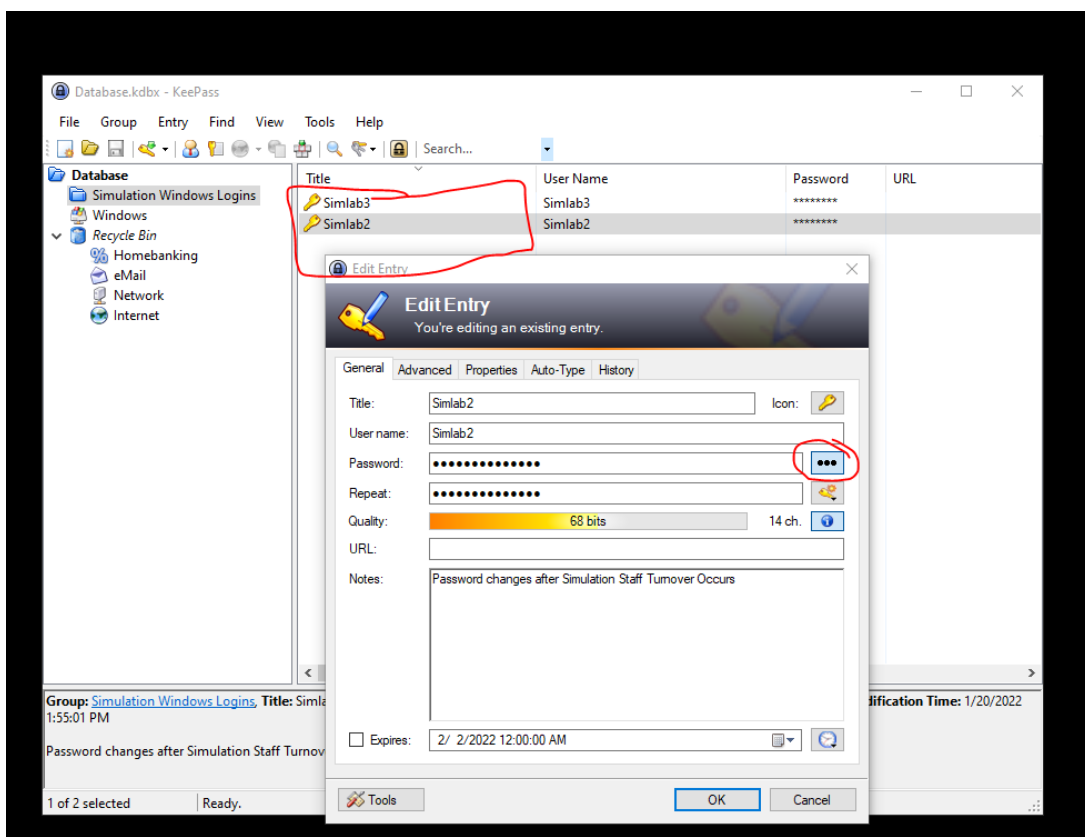 Database.kdbx - KeePass
File Group Entry Find View Tools Help
Search...
Database
Simulation Windows Logins
Windows
Recycle Bin
Homebanking
eMail
Network
Internet
Title User Name Password URL
Simlab3 Simlab3 ********
Simlab2 Simlab2 ********
Edit Entry
Edit Entry
You're editing an existing entry.
General Advanced Properties Auto-Type History
Title: Simlab2 Icon:
User name: Simlab2
Password: ●●●●●●●●●●●●●● ●●●
Repeat: ●●●●●●●●●●●●●●
Quality: 68 bits 14 ch.
URL:
Notes: Password changes after Simulation Staff Turnover Occurs
Expires: 2/ 2/2022 12:00:00 AM
Tools OK Cancel
Group: Simulation Windows Logins, Title: Simla dification Time: 1/20/2022
1:55:01 PM
Password changes after Simulation Staff Turnov
1 of 2 selected Ready.